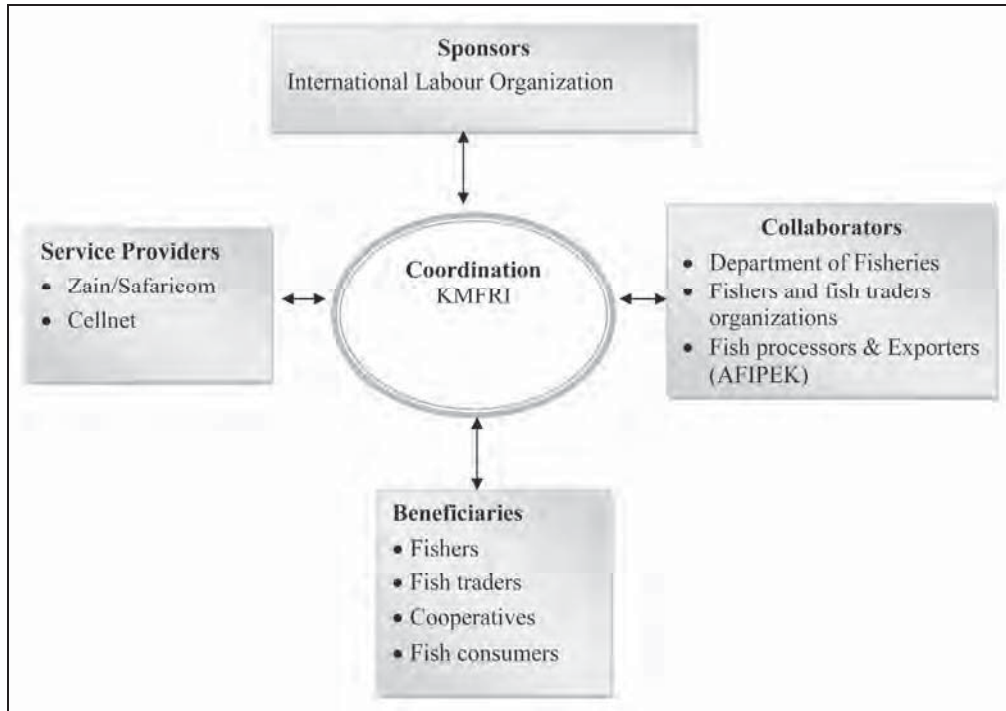 Sponsors
International Labour Organization
Service Providers
• Zain/Safaricom
• Cellnet
Coordination
KMFRI
Collaborators
• Department of Fisheries
• Fishers and fish traders
organizations
• Fish processors & Exporters
(AFIPEK)
Beneficiaries
• Fishers
• Fish traders
• Cooperatives
• Fish consumers